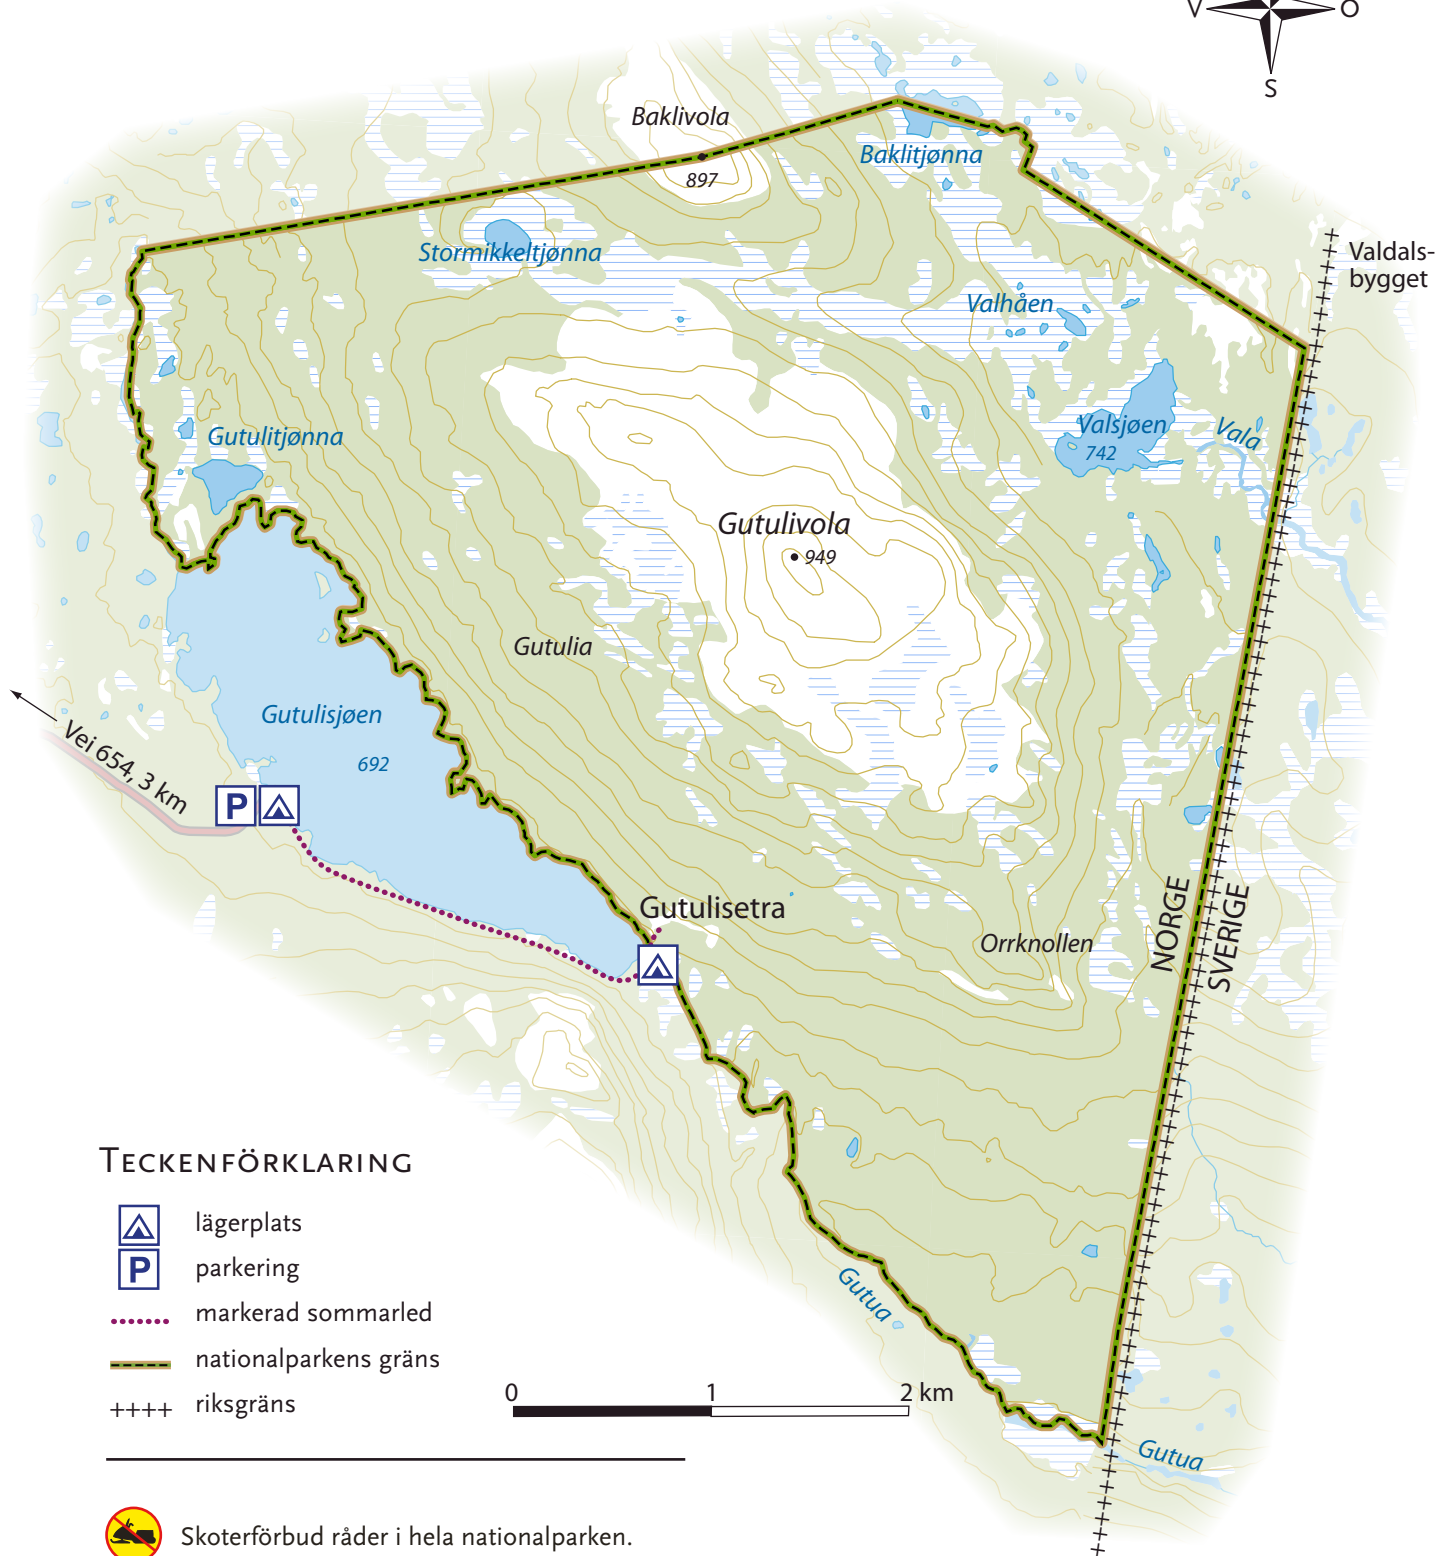 V
O
S
Baklivola
897
Baklitjønna
Stormikkeltjønna
Valhåen
Valdals-
bygget
Valsjøen
742
Vala
Gutulitjønna
Gutulivola
949
Gutulia
Gutulisjøen
692
Vei 654, 3 km
P
Gutulisetra
Orrknollen
NORGE
SVERIGE
Gutua
Gutua
TECKENFÖRKLARING
lägerplats
P parkering
markerad sommarled
nationalparkens gräns
++++ riksgräns
0 1 2 km
Skoterförbud råder i hela nationalparken.